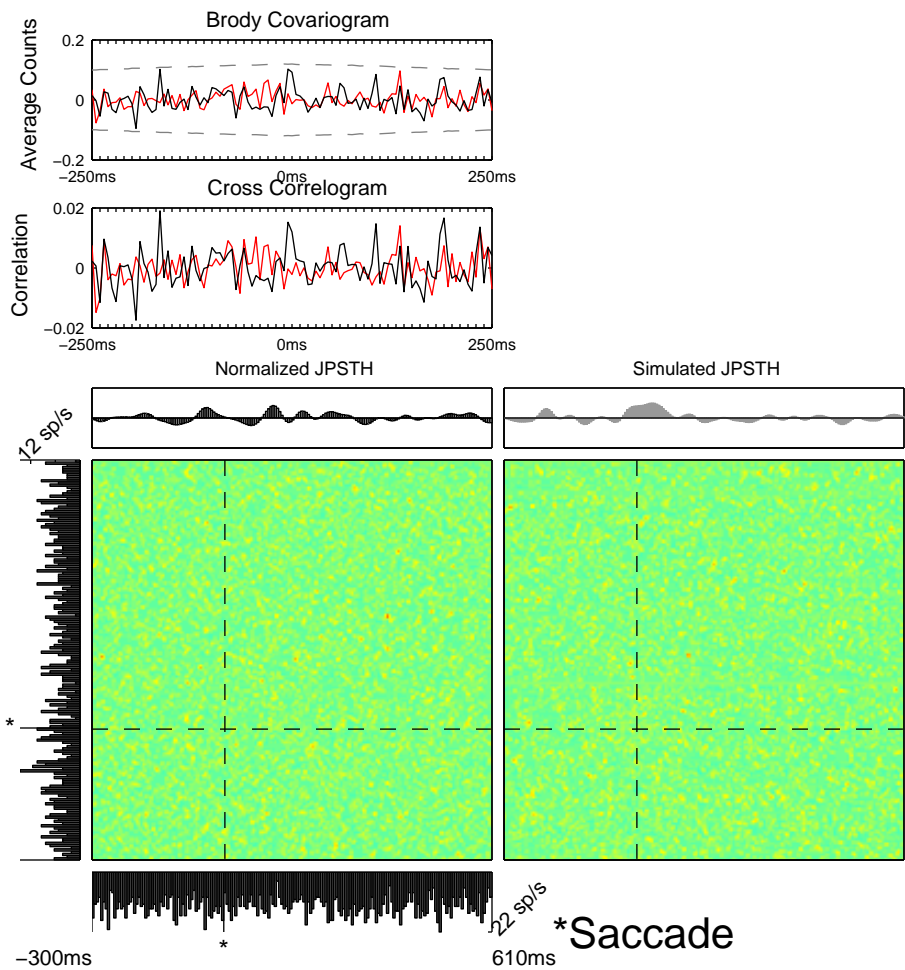 Brody Covariogram
Average Counts
0.2
0
−0.2
−250ms
0ms
250ms
Cross Correlogram
Correlation
0.02
0
−0.02
−250ms
0ms
250ms
Normalized JPSTH
Simulated JPSTH
12 sp/s
*
22 sp/s
*
*Saccade
−300ms
610ms